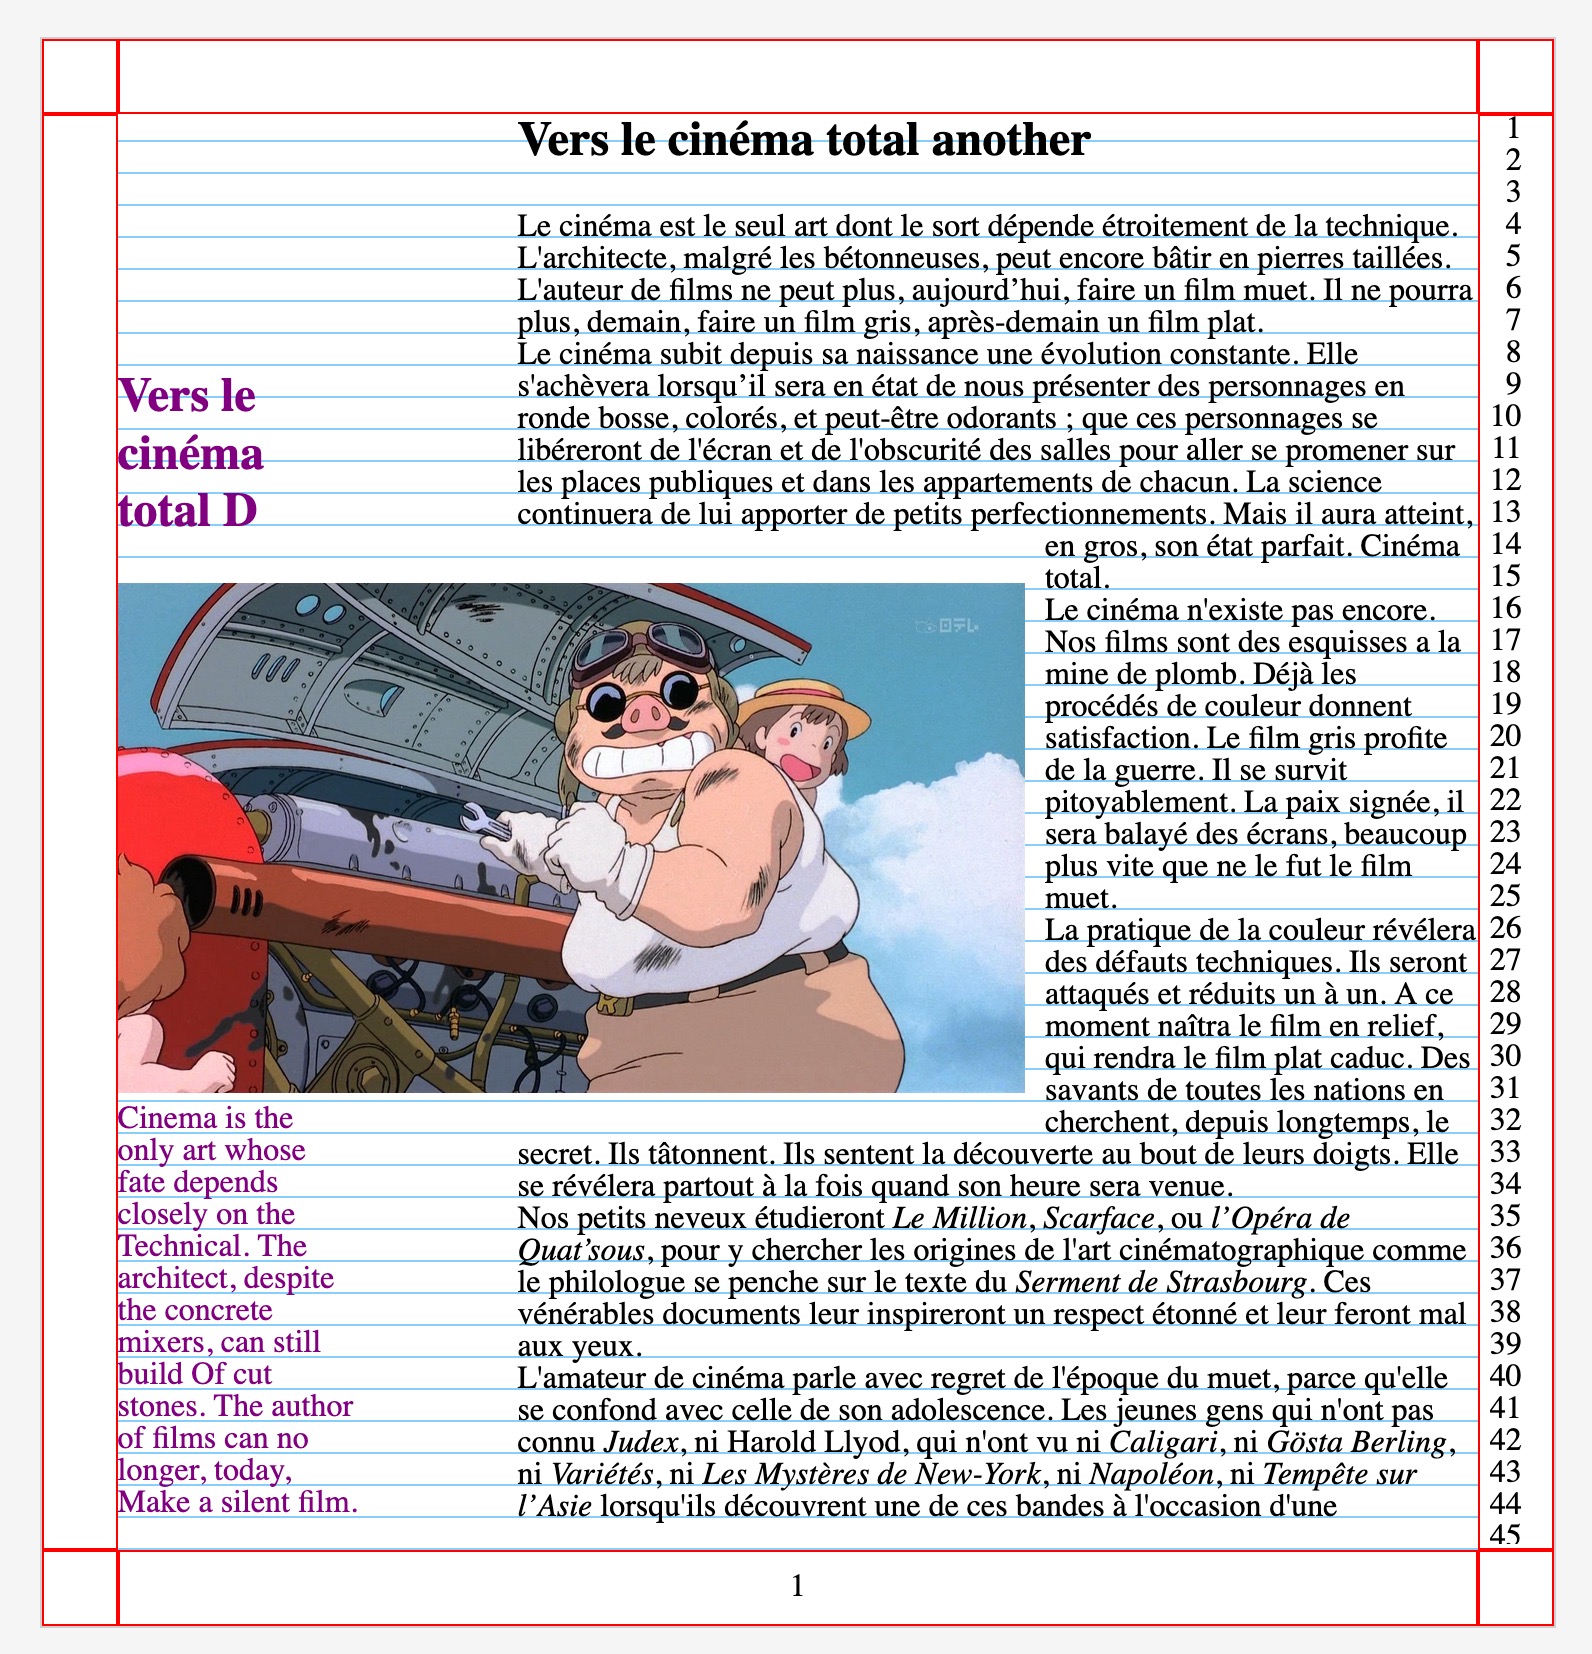 Vers le cinéma total another
Le cinéma est le seul art dont le sort dépende étroitement de la technique.
L'architecte, malgré les bétonneuses, peut encore bâtir en pierres taillées.
L'auteur de films ne peut plus, aujourd’hui, faire un film muet. Il ne pourra
plus, demain, faire un film gris, après-demain un film plat.
Le cinéma subit depuis sa naissance une évolution constante. Elle
s'achèvera lorsqu’il sera en état de nous présenter des personnages en
ronde bosse, colorés, et peut-être odorants ; que ces personnages se
libéreront de l'écran et de l'obscurité des salles pour aller se promener sur
les places publiques et dans les appartements de chacun. La science
continuera de lui apporter de petits perfectionnements. Mais il aura atteint,
en gros, son état parfait. Cinéma
total.
Le cinéma n'existe pas encore.
Nos films sont des esquisses a la
mine de plomb. Déjà les
procédés de couleur donnent
satisfaction. Le film gris profite
de la guerre. Il se survit
pitoyablement. La paix signée, il
sera balayé des écrans, beaucoup
plus vite que ne le fut le film
muet.
La pratique de la couleur révélera
des défauts techniques. Ils seront
attaqués et réduits un à un. A ce
moment naîtra le film en relief,
qui rendra le film plat caduc. Des
savants de toutes les nations en
cherchent, depuis longtemps, le
secret. Ils tâtonnent. Ils sentent la découverte au bout de leurs doigts. Elle
se révélera partout à la fois quand son heure sera venue.
Nos petits neveux étudieront Le Million, Scarface, ou l’Opéra de
Quat’sous, pour y chercher les origines de l'art cinématographique comme
le philologue se penche sur le texte du Serment de Strasbourg. Ces
vénérables documents leur inspireront un respect étonné et leur feront mal
aux yeux.
L'amateur de cinéma parle avec regret de l'époque du muet, parce qu'elle
se confond avec celle de son adolescence. Les jeunes gens qui n'ont pas
connu Judex, ni Harold Llyod, qui n'ont vu ni Caligari, ni Gösta Berling,
ni Variétés, ni Les Mystères de New-York, ni Napoléon, ni Tempête sur
l’Asie lorsqu'ils découvrent une de ces bandes à l'occasion d'une
Vers le
cinéma
total D
日テレ
Cinema is the
only art whose
fate depends
closely on the
Technical. The
architect, despite
the concrete
mixers, can still
build Of cut
stones. The author
of films can no
longer, today,
Make a silent film.
1
2
3
4
5
6
7
8
9
10
11
12
13
14
15
16
17
18
19
20
21
22
23
24
25
26
27
28
29
30
31
32
33
34
35
36
37
38
39
40
41
42
43
44
45
1